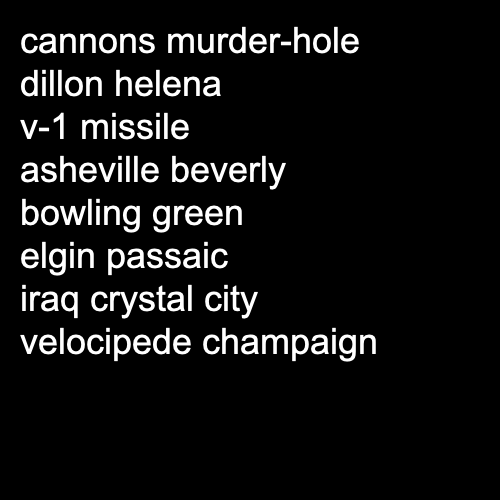 cannons murder-hole
dillon helena
v-1 missile
asheville beverly
bowling green
elgin passaic
iraq crystal city
velocipede champaign